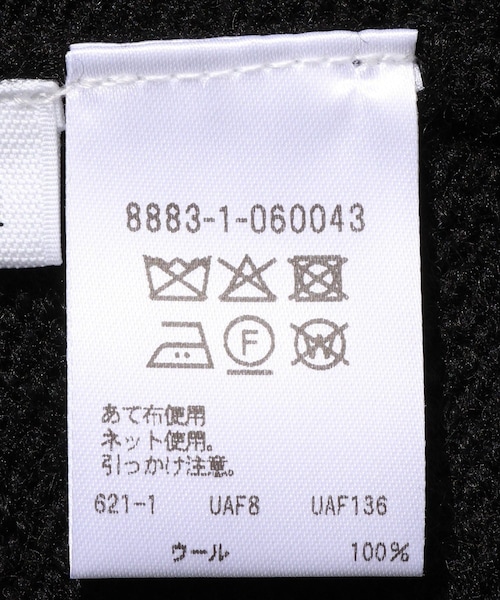 8883-1-060043
F
W
あて布使用
ネット使用。
引っかけ注意。
621-1 UAF8 UAF136
ウール 100%